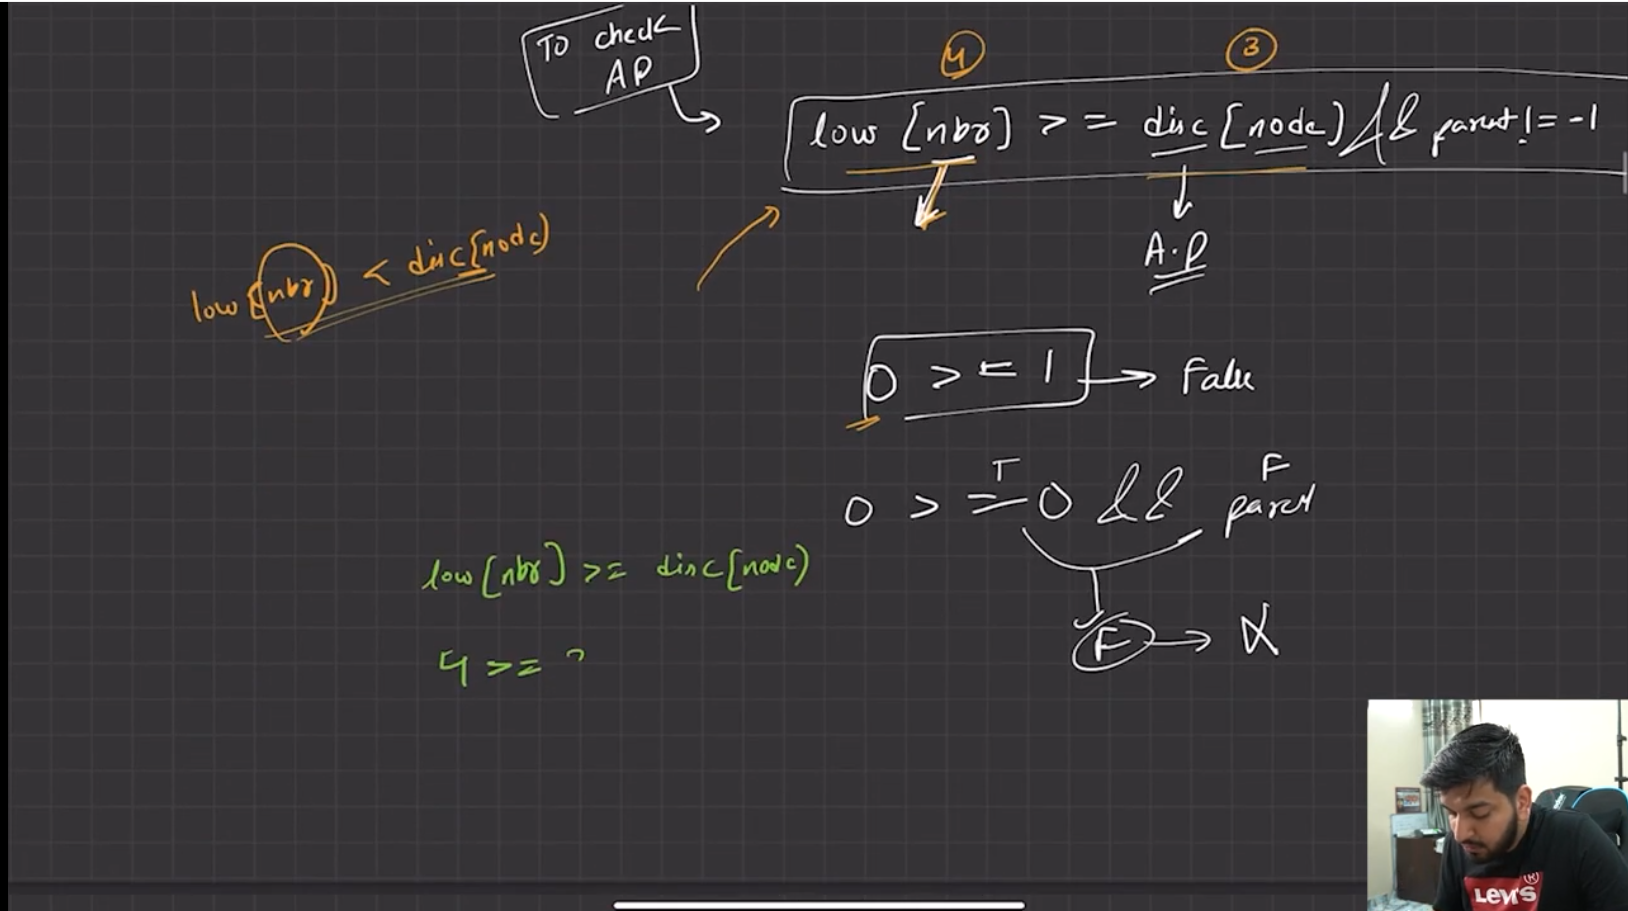 To check
AP
4
3
low [nbr] >= disc[node] && parent != -1
A.P
low[nbr] < disc[node]
0 >= 1 → False
T
F
0 >= 0 && parent
F →
low[nbr] >= disc[node]
4 >=
LEVI'S